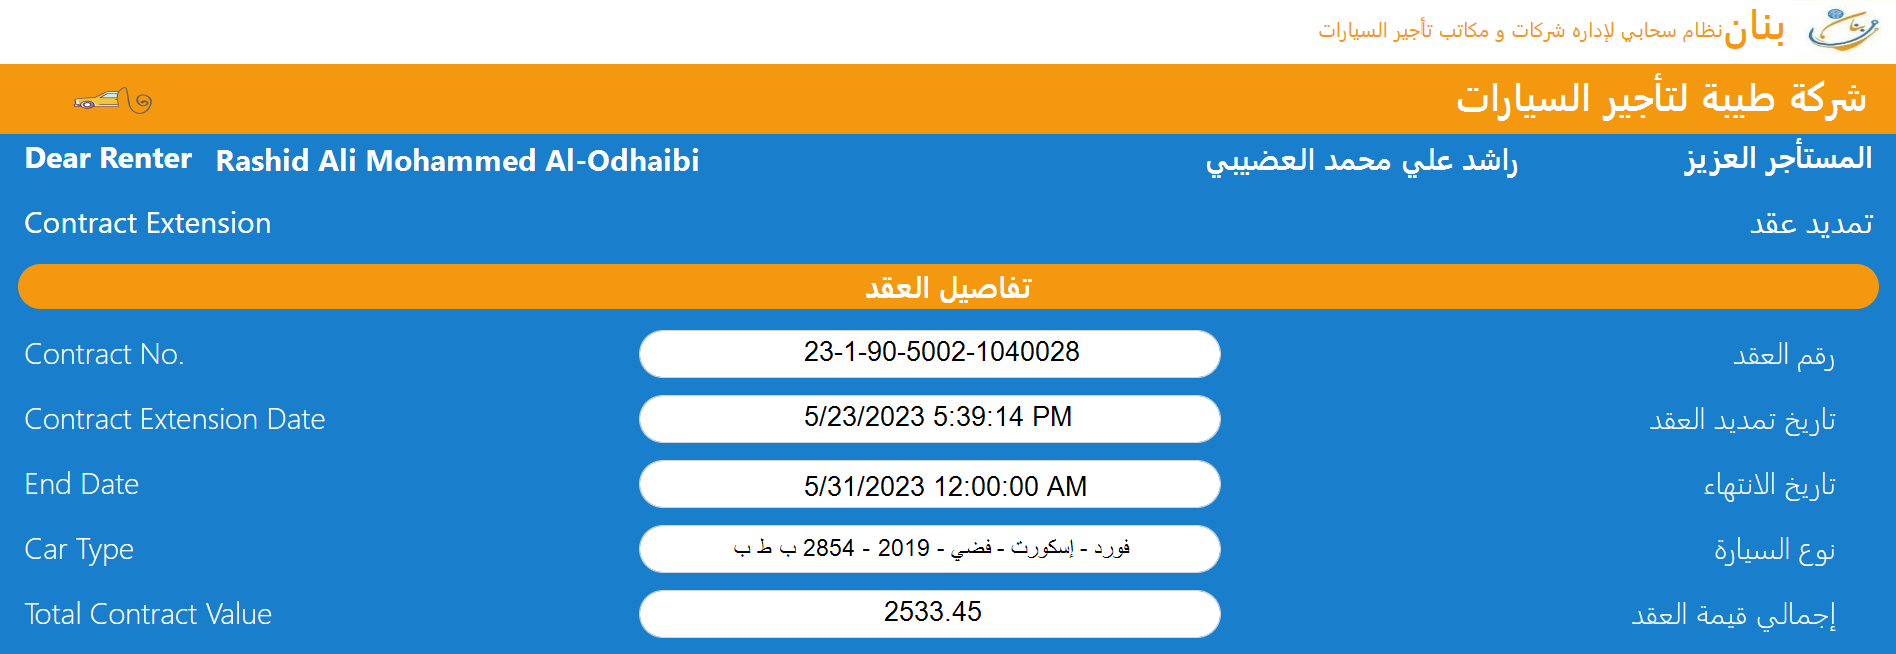 بنان نظام سحابي لإداره شركات و مكاتب تأجير السيارات
شركة طيبة لتأجير السيارات
Dear Renter Rashid Ali Mohammed Al-Odhaibi راشد علي محمد العضيبي المستأجر العزيز
Contract Extension تمديد عقد
تفاصيل العقد
Contract No. 23-1-90-5002-1040028 رقم العقد
Contract Extension Date 5/23/2023 5:39:14 PM تاريخ تمديد العقد
End Date 5/31/2023 12:00:00 AM تاريخ الانتهاء
Car Type فورد - إسكورت - فضي - 2019 - 2854 ب ط ب نوع السيارة
Total Contract Value 2533.45 إجمالي قيمة العقد